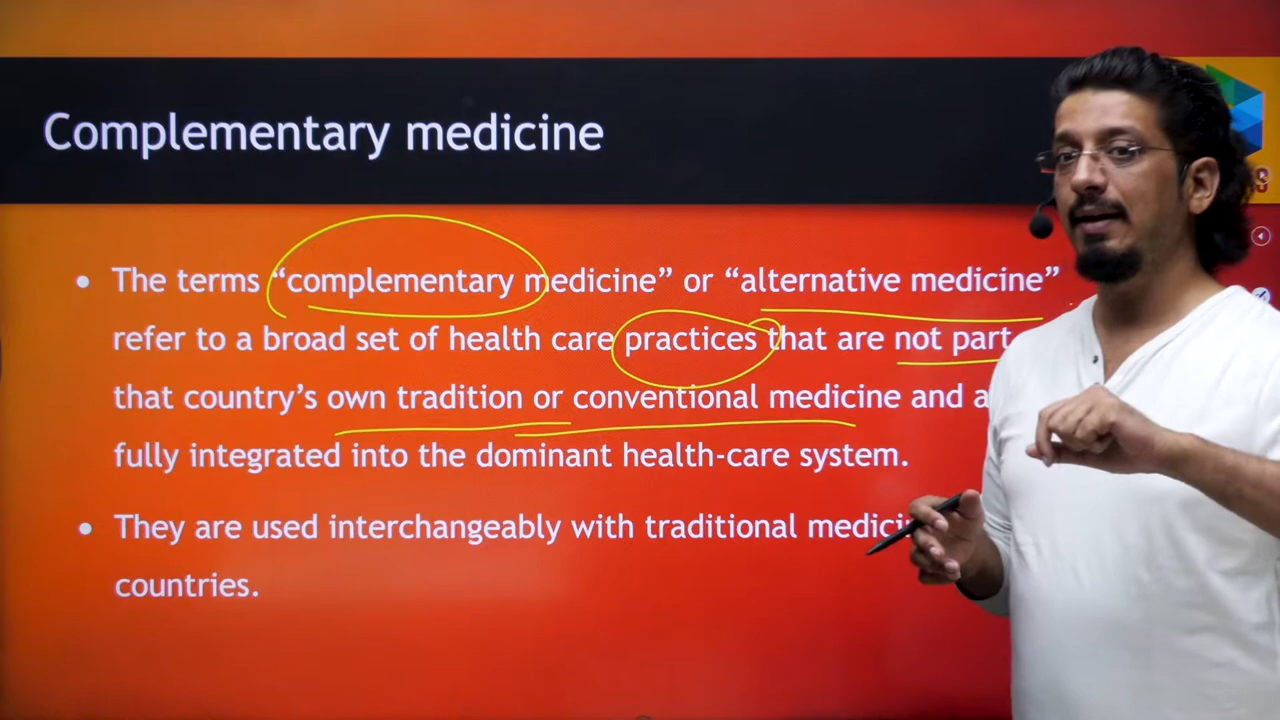 Complementary medicine
• The terms “complementary medicine” or “alternative medicine”
refer to a broad set of health care practices that are not part
that country’s own tradition or conventional medicine and
fully integrated into the dominant health-care system.
• They are used interchangeably with traditional
countries.